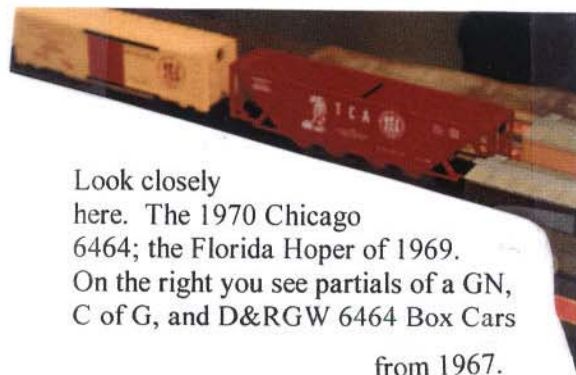 TCA
Look closely
here. The 1970 Chicago
6464; the Florida Hoper of 1969.
On the right you see partials of a GN,
C of G, and D&RGW 6464 Box Cars
from 1967.